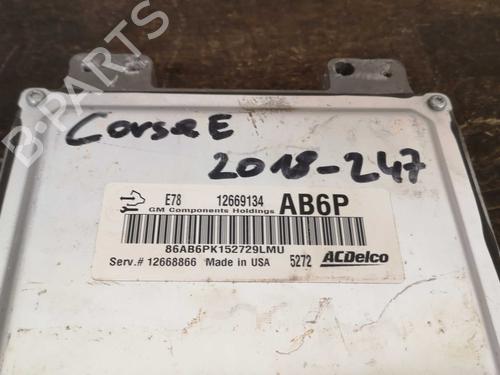 B-PARTS
Corsa E
2018-247
E78 12669134 AB6P
GM Components Holdings
86AB6PK152729LMU
Serv.# 12668866 Made in USA 5272 ACDelco